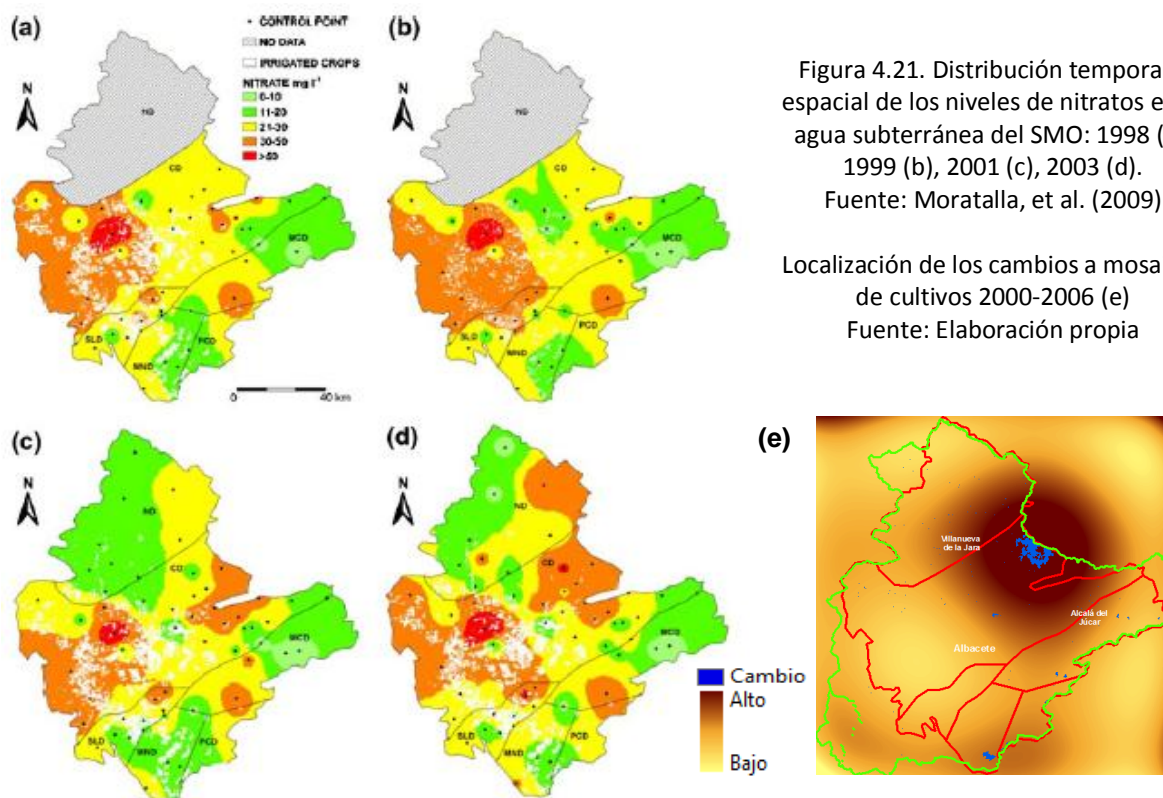 (a)
CONTROL POINT
NO DATA
IRRIGATED CROPS
NITRATE mg l⁻¹
11-20
21-30
30-50
>50
N
ND
CD
MCD
SLD
MND
PCD
0 40 km
(b)
N
ND
CD
MCD
SLD
MND
PCD
Figura 4.21. Distribución tempora
espacial de los niveles de nitratos e
agua subterránea del SMO: 1998 (
1999 (b), 2001 (c), 2003 (d).
Fuente: Moratalla, et al. (2009)
Localización de los cambios a mosa
de cultivos 2000-2006 (e)
Fuente: Elaboración propia
(c)
N
ND
CD
MCD
SLD
MND
PCD
(d)
N
ND
CD
MCD
SLD
MND
PCD
(e)
Villanueva
de la Jara
Alcalá del
Júcar
Albacete
Cambio
Alto
Bajo